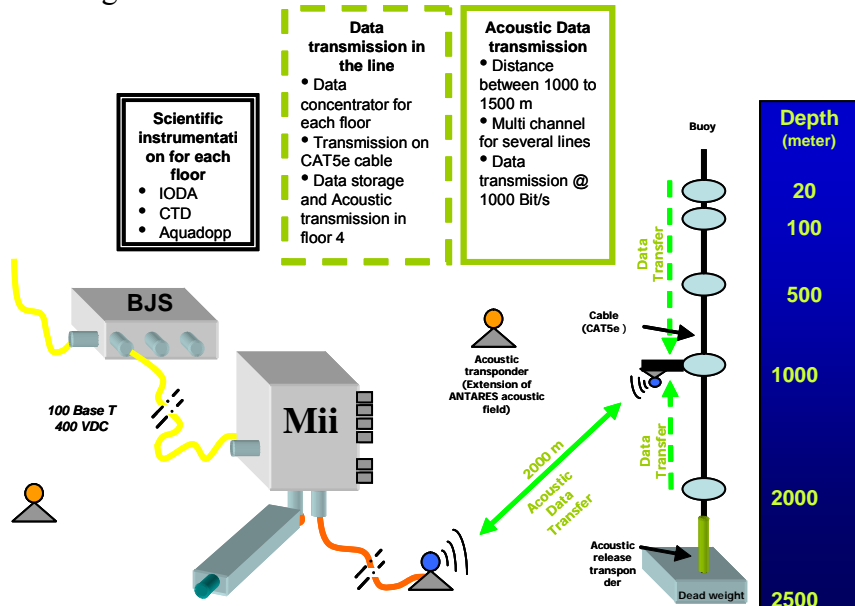 Data
transmission in
the line
• Data
concentrator for
each floor
• Transmission on
CAT5e cable
• Data storage
and Acoustic
transmission in
floor 4
Acoustic Data
transmission
• Distance
between 1000 to
1500 m
• Multi channel
for several lines
• Data
transmission @
1000 Bit/s
Scientific
instrumentati
on for each
floor
• IODA
• CTD
• Aquadopp
Buoy
Depth
(meter)
20
100
500
1000
2000
2500
Data
Transfer
Cable
(CAT5e )
BJS
Acoustic
transponder
(Extension of
ANTARES acoustic
field)
100 Base T
400 VDC
Mii
2000 m
Acoustic
Data
Transfer
Data
Transfer
Acoustic
release
transpon
der
Dead weight